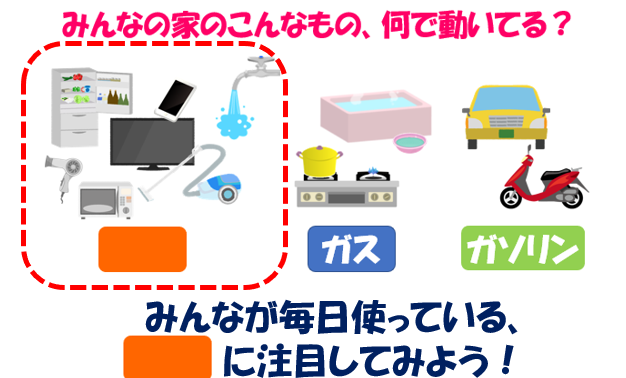 みんなの家のこんなもの、何で動いてる？
ガス
ガソリン
みんなが毎日使っている、
に注目してみよう！